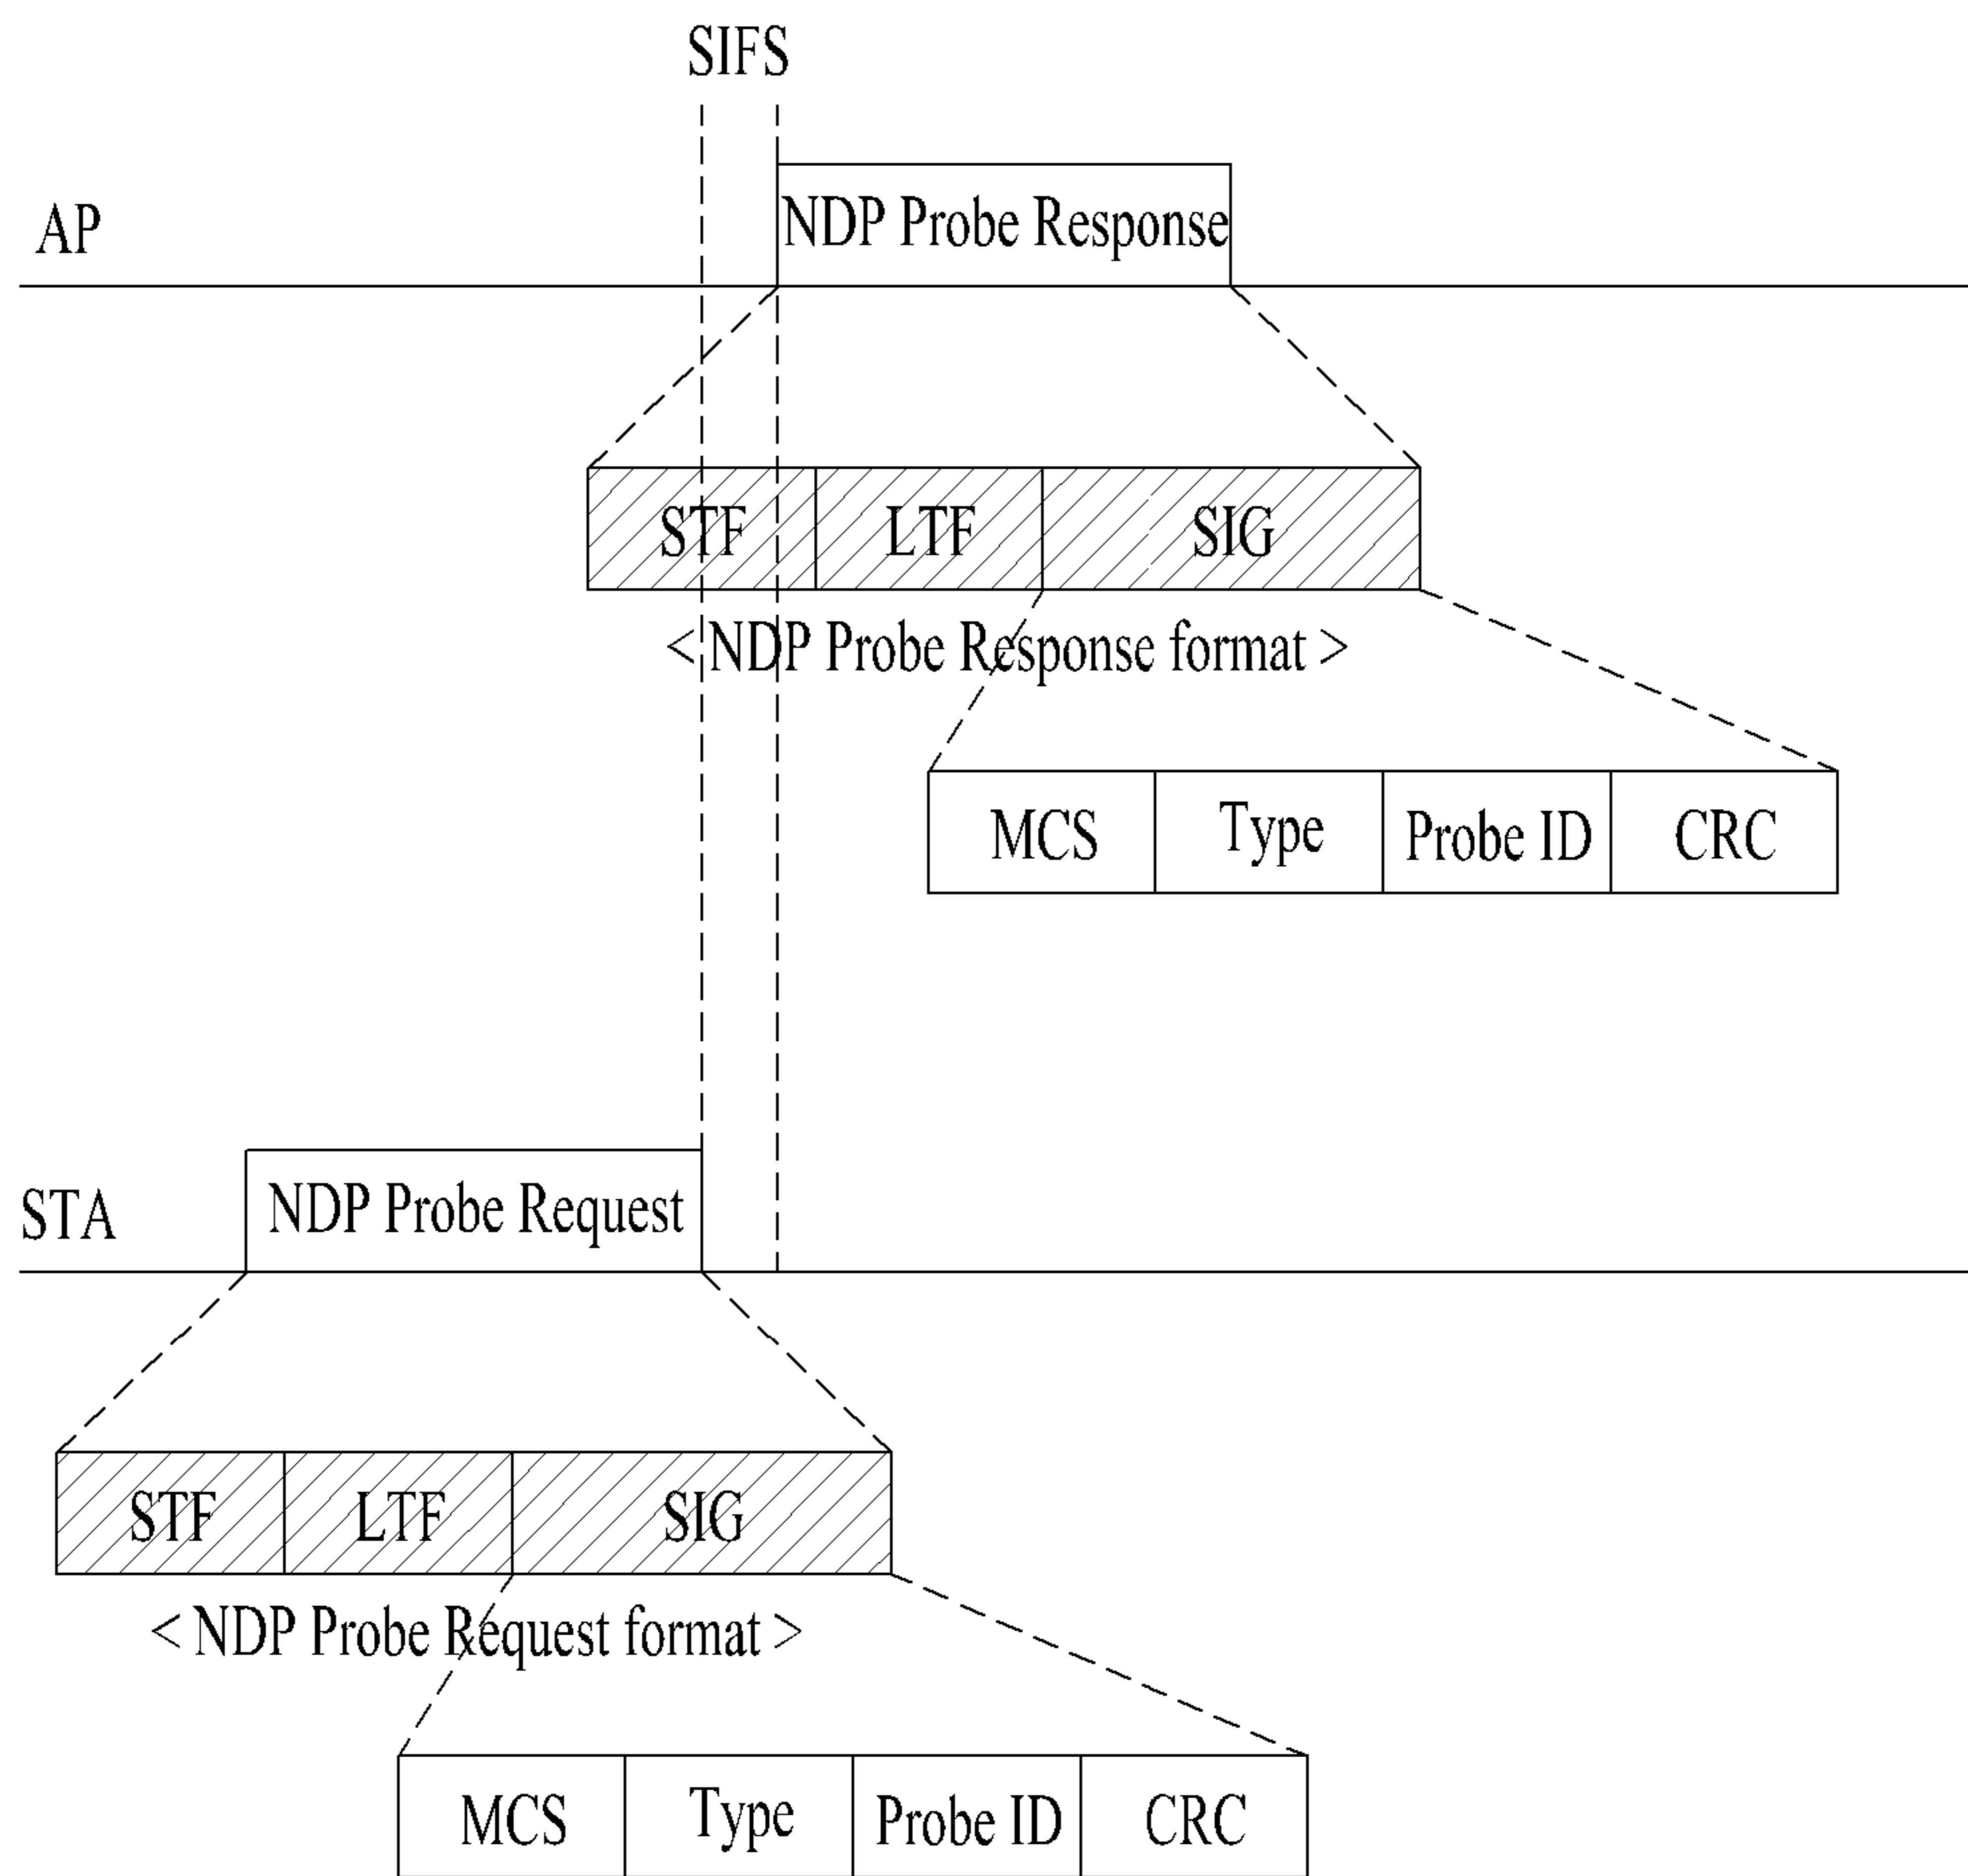 SIFS
AP
NDP Probe Response
STF LTF SIG
< NDP Probe Response format >
MCS Type Probe ID CRC
STA
NDP Probe Request
STF LTF SIG
< NDP Probe Request format >
MCS Type Probe ID CRC